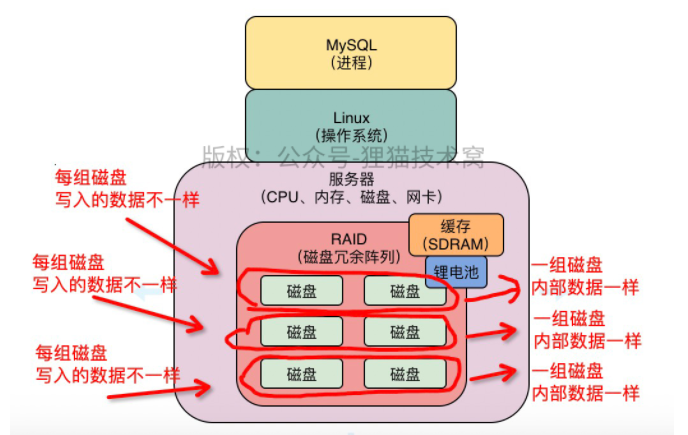 MySQL
（进程）
Linux
（操作系统）
版权：公众号-狸猫技术窝
服务器
（CPU、内存、磁盘、网卡）
每组磁盘
写入的数据不一样
RAID
（磁盘冗余阵列）
缓存
（SDRAM）
锂电池
每组磁盘
写入的数据不一样
磁盘
磁盘
一组磁盘
内部数据一样
磁盘
磁盘
一组磁盘
内部数据一样
每组磁盘
写入的数据不一样
磁盘
磁盘
一组磁盘
内部数据一样